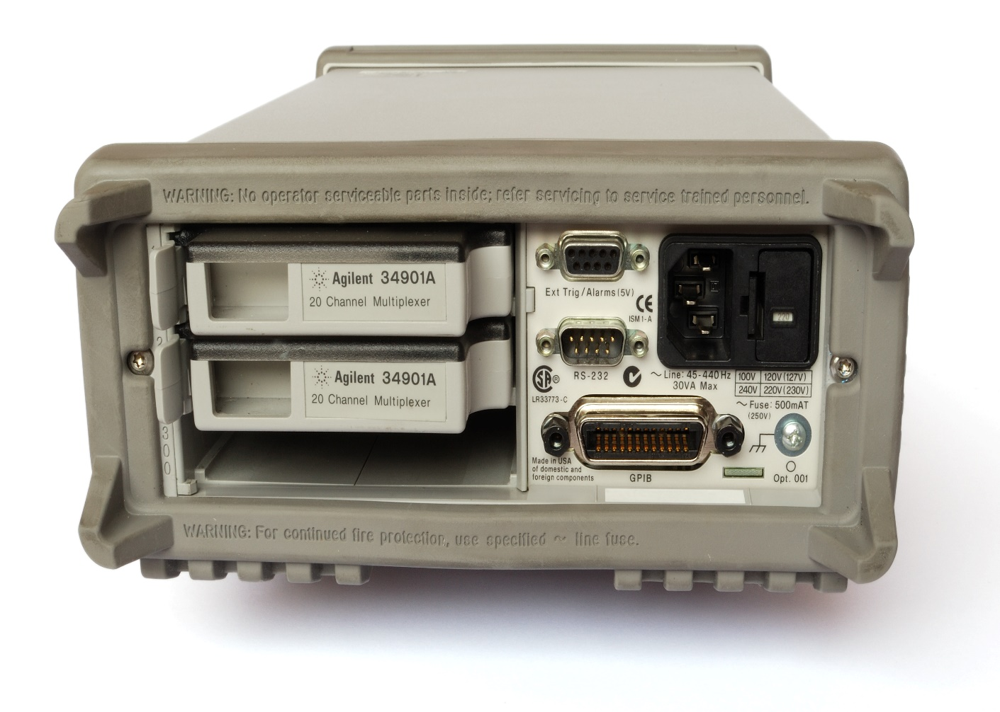 WARNING: No operator serviceable parts inside; refer servicing to service trained personnel.
Agilent 34901A
20 Channel Multiplexer
2
Agilent 34901A
20 Channel Multiplexer
300
Ext Trig/Alarms(5V)
CE
ISM1-A
220
RS-232
SA®
LR33773-C
~ Line: 45-440Hz
30VA Max
100V 120V(127V)
240V 220V(230V)
~ Fuse: 500mAT
(250V)
Made in USA
of domestic and
foreign components
GPIB
Opt. 001
WARNING: For continued fire protection, use specified ~ line fuse.